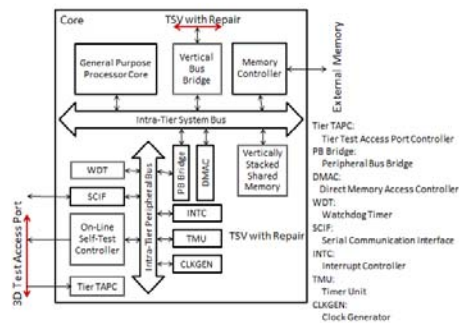 Core
TSV with Repair
General Purpose
Processor Core
Vertical
Bus
Bridge
Memory
Controller
External Memory
Intra-Tier System Bus
Intra-Tier Peripheral Bus
PB Bridge
DMAC
Vertically
Stacked
Shared
Memory
WDT
SCIF
On-Line
Self-Test
Controller
Tier TAPC
INTC
TMU
CLKGEN
TSV with Repair
3D Test Access Port
Tier TAPC:
Tier Test Access Port Controller
PB Bridge:
Peripheral Bus Bridge
DMAC:
Direct Memory Access Controller
WDT:
Watchdog Timer
SCIF:
Serial Communication Interface
INTC:
Interrupt Controller
TMU:
Timer Unit
CLKGEN:
Clock Generator